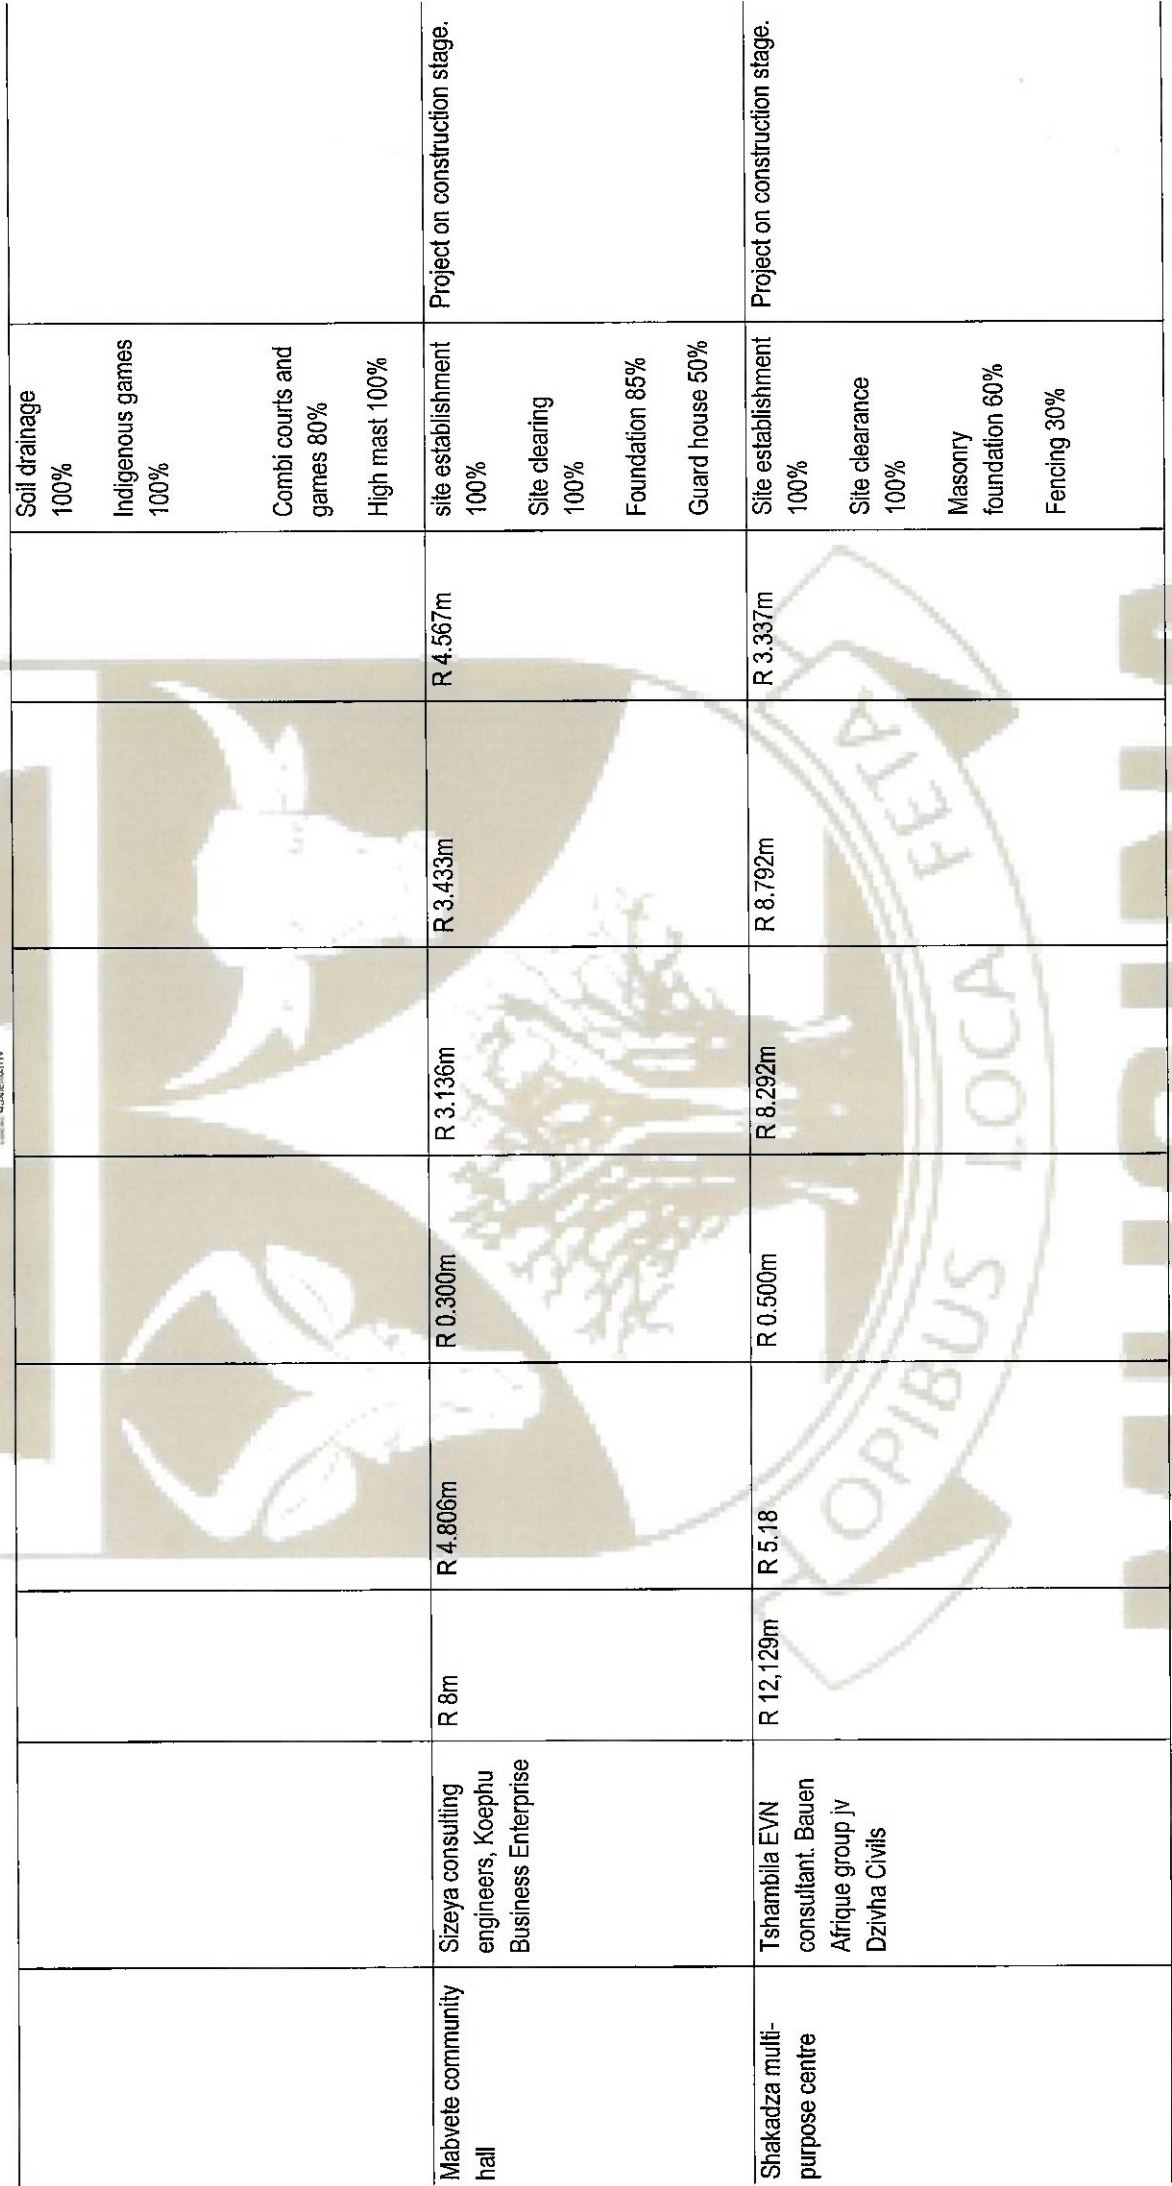 Soil drainage
100%
Indigenous games
100%
Combi courts and
games 80%
High mast 100%
Mabvete community
hall
Sizeya consulting
engineers, Koephu
Business Enterprise
R 8m
R 4.806m
R 0.300m
R 3.136m
R 3.433m
R 4.567m
site establishment
100%
Site clearing
100%
Foundation 85%
Guard house 50%
Project on construction stage.
Shakadza multi-
purpose centre
Tshambila EVN
consultant. Bauen
Afrique group jv
Dzivha Civils
R 12,129m
R 5.18
R 0.500m
R 8.292m
R 8.792m
R 3.337m
Site establishment
100%
Site clearance
100%
Masonry
foundation 60%
Fencing 30%
Project on construction stage.
OPIBUS LOCA FETA